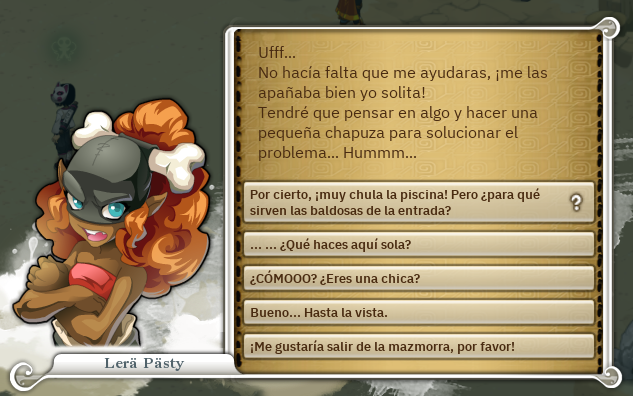 Ufff...
No hacía falta que me ayudaras, ¡me las
apañaba bien yo solita!
Tendré que pensar en algo y hacer una
pequeña chapuza para solucionar el
problema... Hummm...
Por cierto, ¡muy chula la piscina! Pero ¿para qué
sirven las baldosas de la entrada?
?
... ... ¿Qué haces aquí sola?
¿CÓMOOO? ¿Eres una chica?
Bueno... Hasta la vista.
¡Me gustaría salir de la mazmorra, por favor!
Lerä Pästy